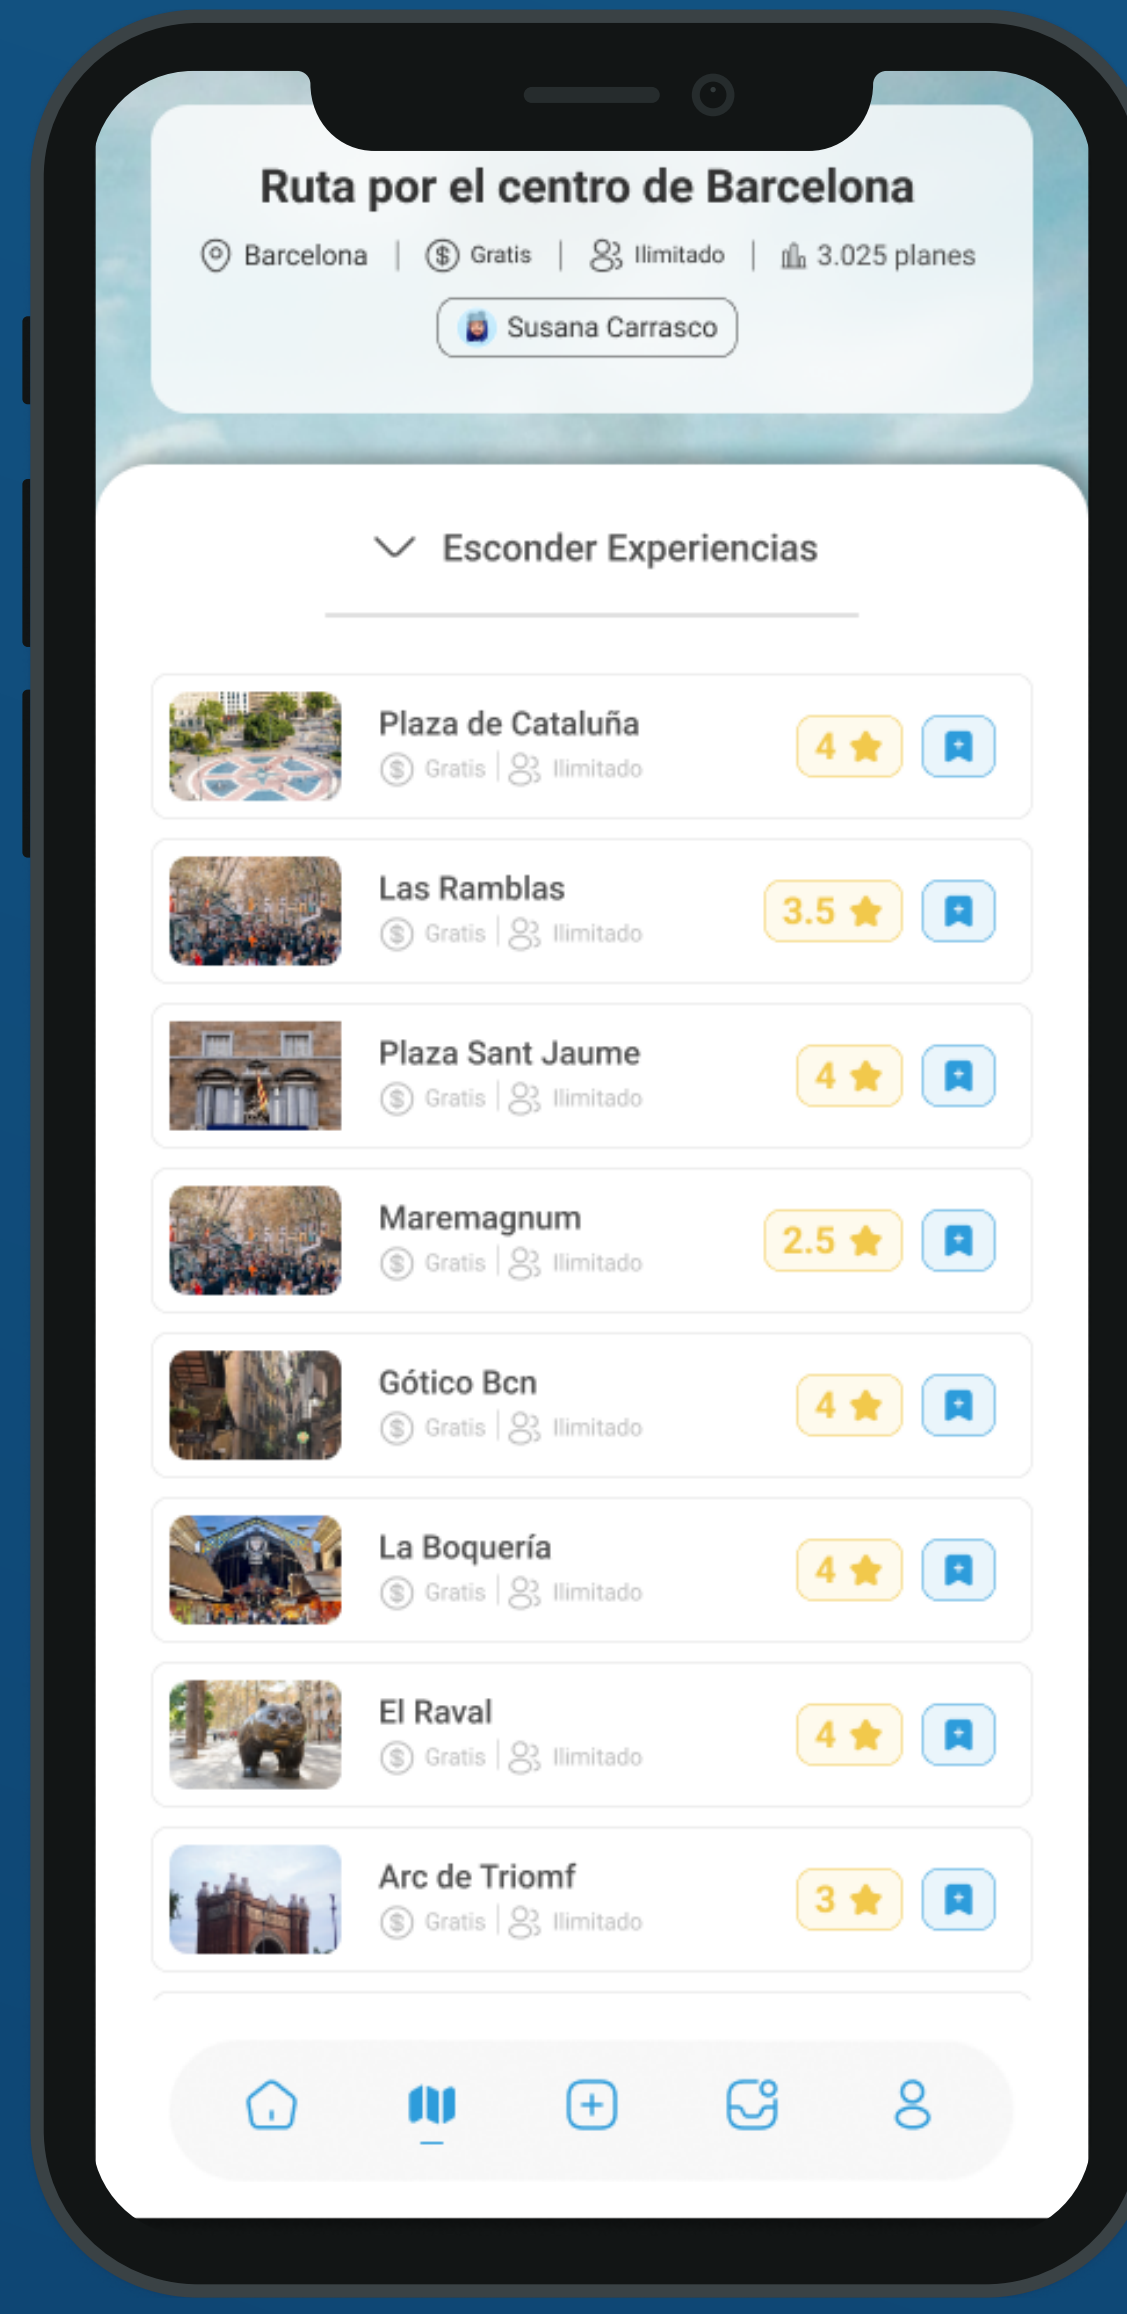 Ruta por el centro de Barcelona
Barcelona | Gratis | Ilimitado | 3.025 planes
Susana Carrasco
Esconder Experiencias
Plaza de Cataluña
Gratis | Ilimitado
4
Las Ramblas
Gratis | Ilimitado
3.5
Plaza Sant Jaume
Gratis | Ilimitado
4
Maremagnum
Gratis | Ilimitado
2.5
Gótico Bcn
Gratis | Ilimitado
4
La Boquería
Gratis | Ilimitado
4
El Raval
Gratis | Ilimitado
4
Arc de Triomf
Gratis | Ilimitado
3